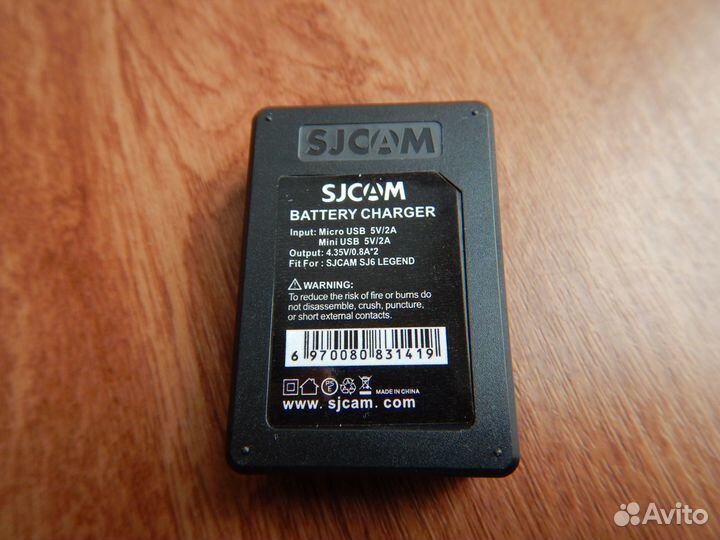 SJCAM
SJCAM
BATTERY CHARGER
Input: Micro USB 5V/2A
Mini USB 5V/2A
Output: 4.35V/0.8A*2
Fit For : SJCAM SJ6 LEGEND
WARNING:
To reduce the risk of fire or burns do
not disassemble, crush, puncture,
or short external contacts.
6 970080 831419
MADE IN CHINA
www. sjcam. com
Avito